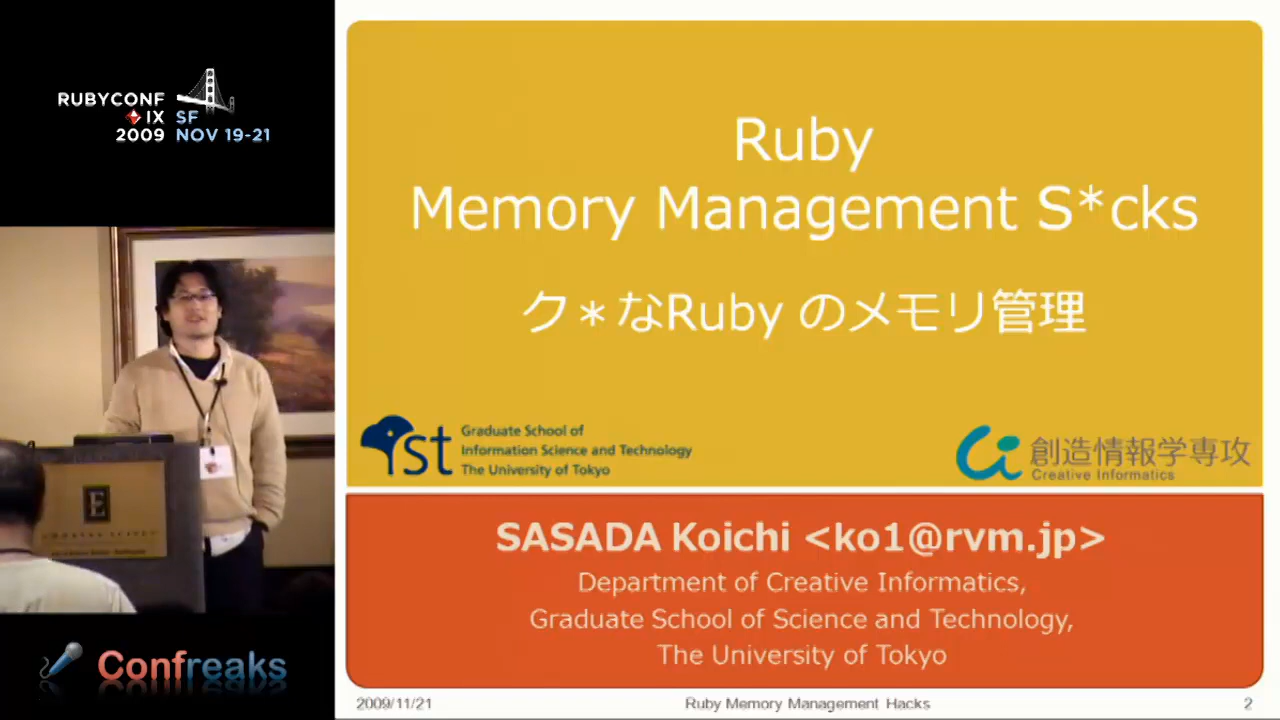 RUBYCONF
IX SF
2009 NOV 19-21
Ruby
Memory Management S*cks
ク＊なRuby のメモリ管理
ist Graduate School of
Information Science and Technology
The University of Tokyo
Ci 創造情報学専攻
Creative Informatics
SASADA Koichi <ko1@rvm.jp>
Department of Creative Informatics,
Graduate School of Science and Technology,
The University of Tokyo
2009/11/21 Ruby Memory Management Hacks 2
E
Confreaks